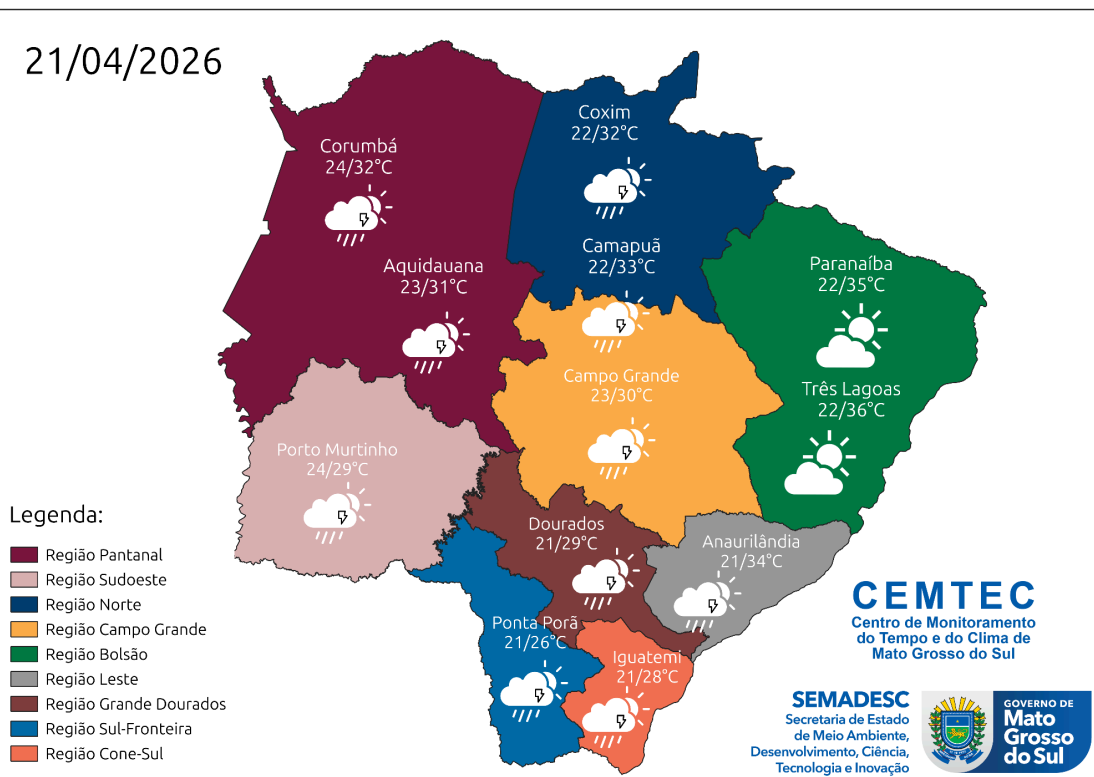 21/04/2026
Coxim
22/32°C
Corumbá
24/32°C
Camapuã
22/33°C
Aquidauana
23/31°C
Paranaíba
22/35°C
Campo Grande
23/30°C
Três Lagoas
22/36°C
Porto Murtinho
24/29°C
Dourados
21/29°C
Anaurilândia
21/34°C
Ponta Porã
21/26°C
Iguatemi
21/28°C
Legenda:
Região Pantanal
Região Sudoeste
Região Norte
Região Campo Grande
Região Bolsão
Região Leste
Região Grande Dourados
Região Sul-Fronteira
Região Cone-Sul
CEMTEC
Centro de Monitoramento
do Tempo e do Clima de
Mato Grosso do Sul
SEMADESC
Secretaria de Estado
de Meio Ambiente,
Desenvolvimento, Ciência,
Tecnologia e Inovação
GOVERNO DE
Mato
Grosso
do Sul